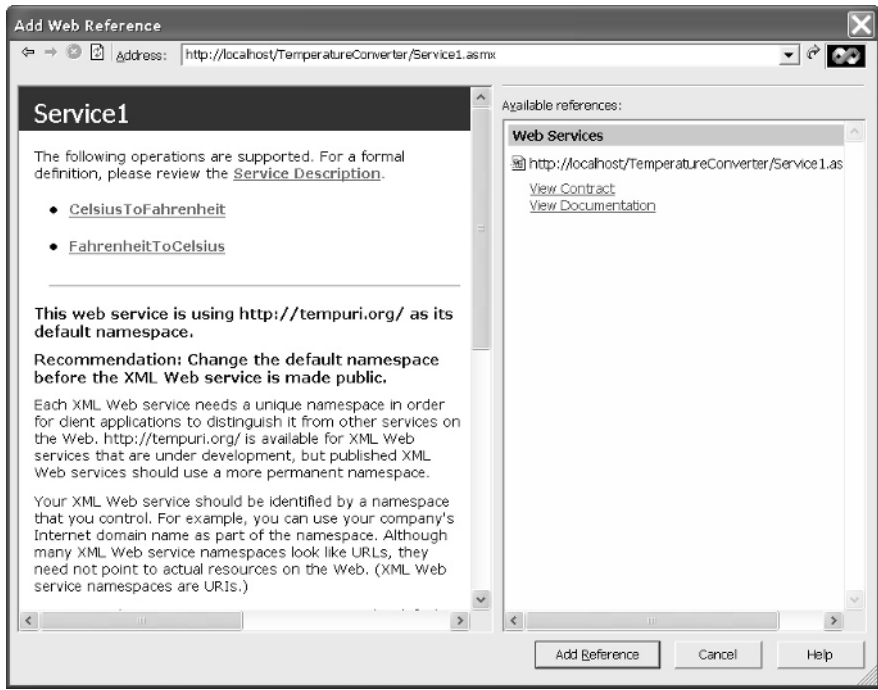 Add Web Reference
Address: http://localhost/TemperatureConverter/Service1.asmx
Service1
The following operations are supported. For a formal
definition, please review the Service Description.
• CelsiusToFahrenheit
• FahrenheitToCelsius
This web service is using http://tempuri.org/ as its
default namespace.
Recommendation: Change the default namespace
before the XML Web service is made public.
Each XML Web service needs a unique namespace in order
for client applications to distinguish it from other services on
the Web. http://tempuri.org/ is available for XML Web
services that are under development, but published XML
Web services should use a more permanent namespace.
Your XML Web service should be identified by a namespace
that you control. For example, you can use your company's
Internet domain name as part of the namespace. Although
many XML Web service namespaces look like URLs, they
need not point to actual resources on the Web. (XML Web
service namespaces are URIs.)
Available references:
Web Services
http://localhost/TemperatureConverter/Service1.as
View Contract
View Documentation
Add Reference
Cancel
Help